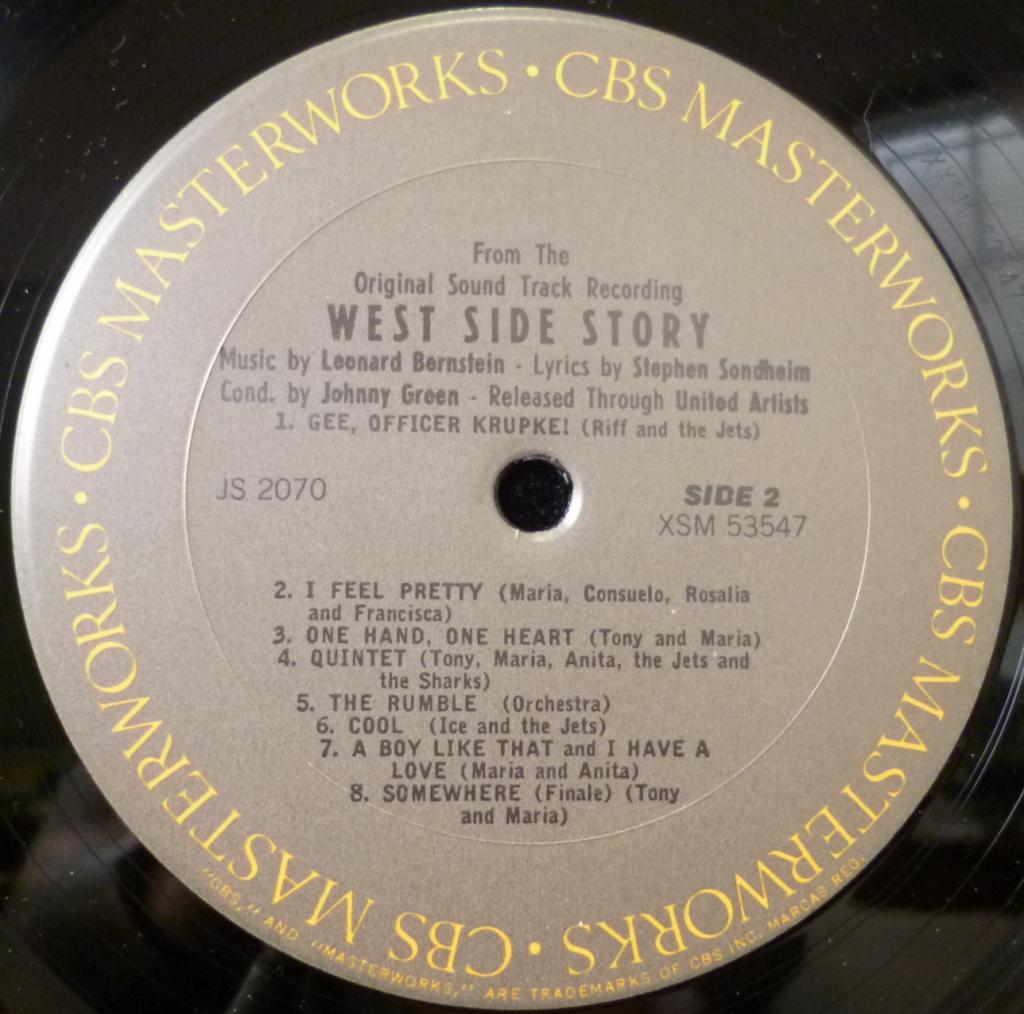 CBS MASTERWORKS · CBS MASTERWORKS · CBS MASTERWORKS · CBS MASTERWORKS ·
From The
Original Sound Track Recording
WEST SIDE STORY
Music by Leonard Bernstein - Lyrics by Stephen Sondheim
Cond. by Johnny Green - Released Through United Artists
1. GEE, OFFICER KRUPKE! (Riff and the Jets)
JS 2070
SIDE 2
XSM 53547
2. I FEEL PRETTY (Maria, Consuelo, Rosalia
and Francisca)
3. ONE HAND, ONE HEART (Tony and Maria)
4. QUINTET (Tony, Maria, Anita, the Jets and
the Sharks)
5. THE RUMBLE (Orchestra)
6. COOL (Ice and the Jets)
7. A BOY LIKE THAT and I HAVE A
LOVE (Maria and Anita)
8. SOMEWHERE (Finale) (Tony
and Maria)
"CBS," AND "MASTERWORKS," ARE TRADEMARKS OF CBS INC. MARCAS REG.